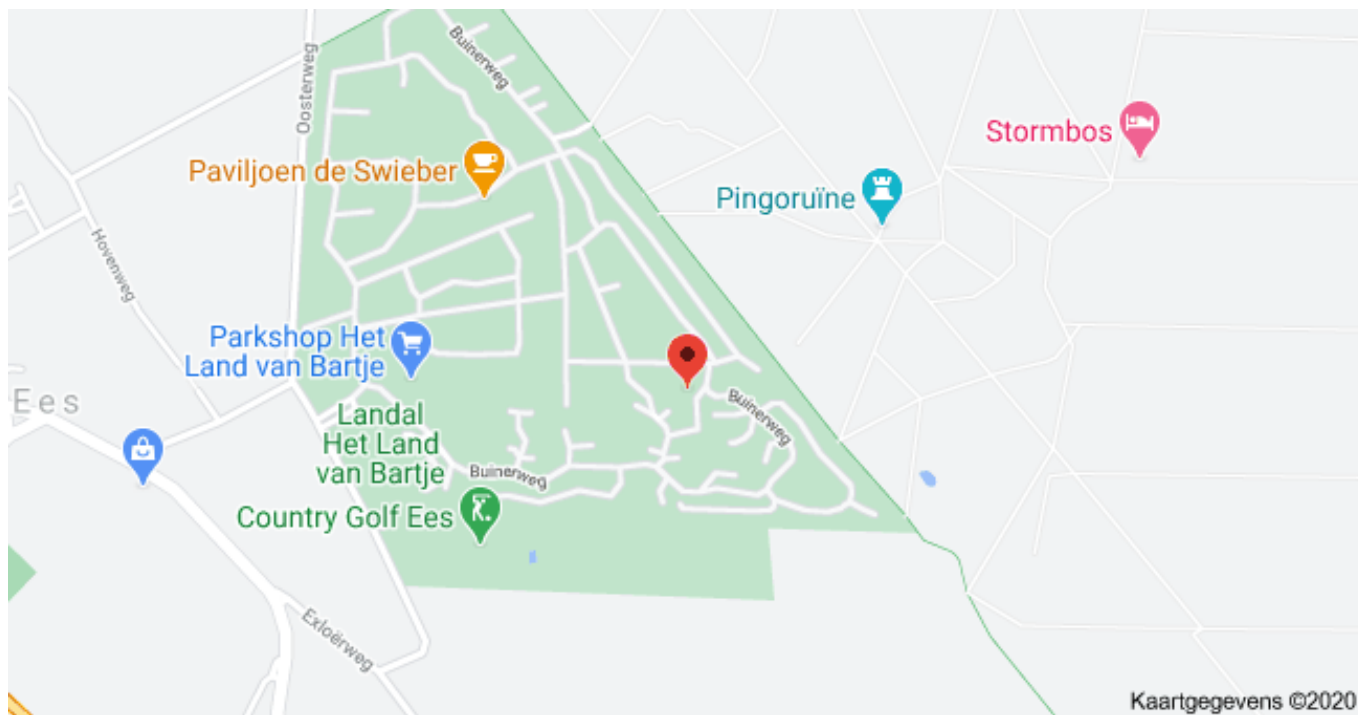 Buinerweg
Oosterweg
Stormbos
Paviljoen de Swieber
Pingoruïne
Hovenweg
Parkshop Het
Land van Bartje
Ees
Landal
Het Land
van Bartje
Buinerweg
Buinerweg
Country Golf Ees
Exloërweg
Kaartgegevens ©2020